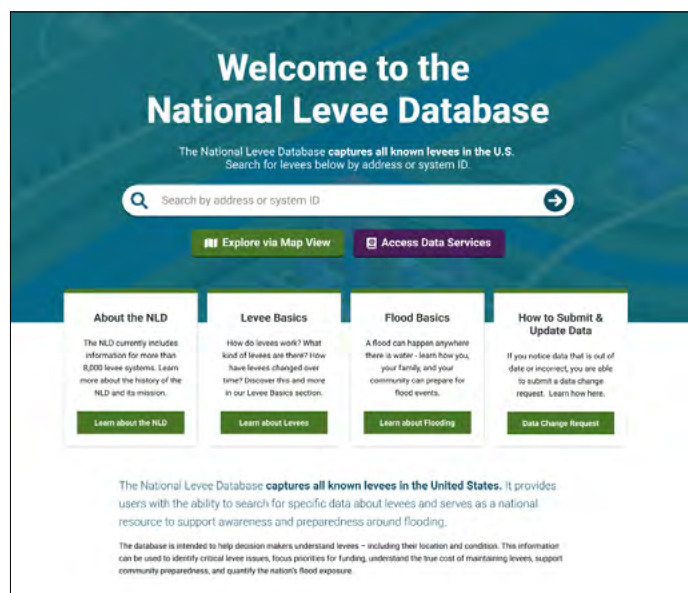 Welcome to the
National Levee Database
The National Levee Database captures all known levees in the U.S.
Search for levees below by address or system ID.
Search by address or system ID
Explore via Map View
Access Data Services
About the NLD
The NLD currently includes
information for more than
8,000 levee systems. Learn
more about the history of the
NLD and its mission.
Learn about the NLD
Levee Basics
How do levees work? What
kind of levees are there? How
have levees changed over
time? Discover this and more
in our Levee Basics section.
Learn about Levees
Flood Basics
A flood can happen anywhere
there is water - learn how you,
your family, and your
community can prepare for
flood events.
Learn about Flooding
How to Submit &
Update Data
If you notice data that is out of
date or incorrect, you are able
to submit a data change
request. Learn how here.
Data Change Request
The National Levee Database captures all known levees in the United States. It provides
users with the ability to search for specific data about levees and serves as a national
resource to support awareness and preparedness around flooding.
The database is intended to help decision makers understand levees – including their location and condition. This information
can be used to identify critical levee issues, focus priorities for funding, understand the true cost of maintaining levees, support
community preparedness, and quantify the nation's flood exposure.